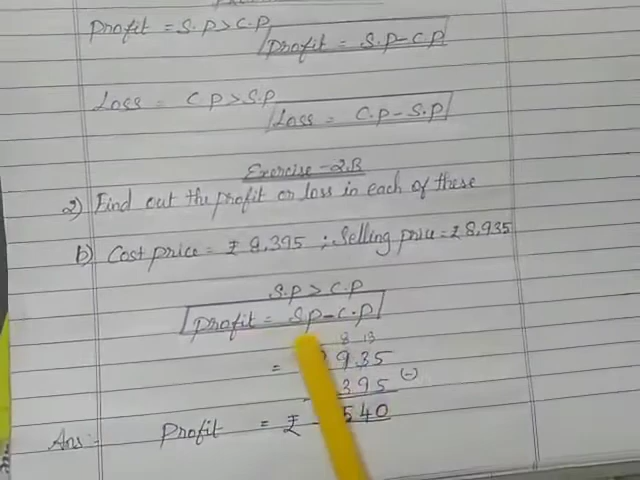 Profit = S.P > C.P
Profit = S.P - C.P
Loss = C.P > S.P
Loss = C.P - S.P
Exercise - 2.B
2) Find out the profit or loss in each of these
b) Cost price = ₹ 8,395 ; Selling price = ₹ 8,935
S.P > C.P
Profit = S.P - C.P
8 13
= 935
395 (-)
Ans:- Profit = ₹ 540